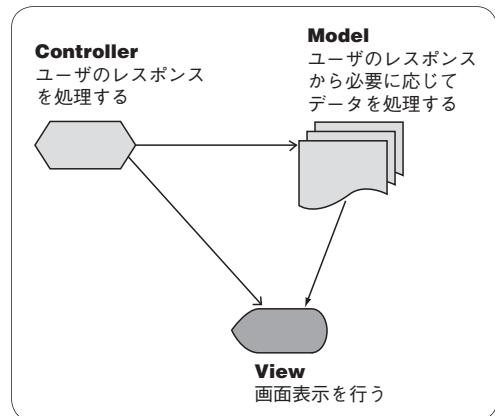 Controller
ユーザのレスポンス
を処理する
Model
ユーザのレスポンス
から必要に応じて
データを処理する
View
画面表示を行う